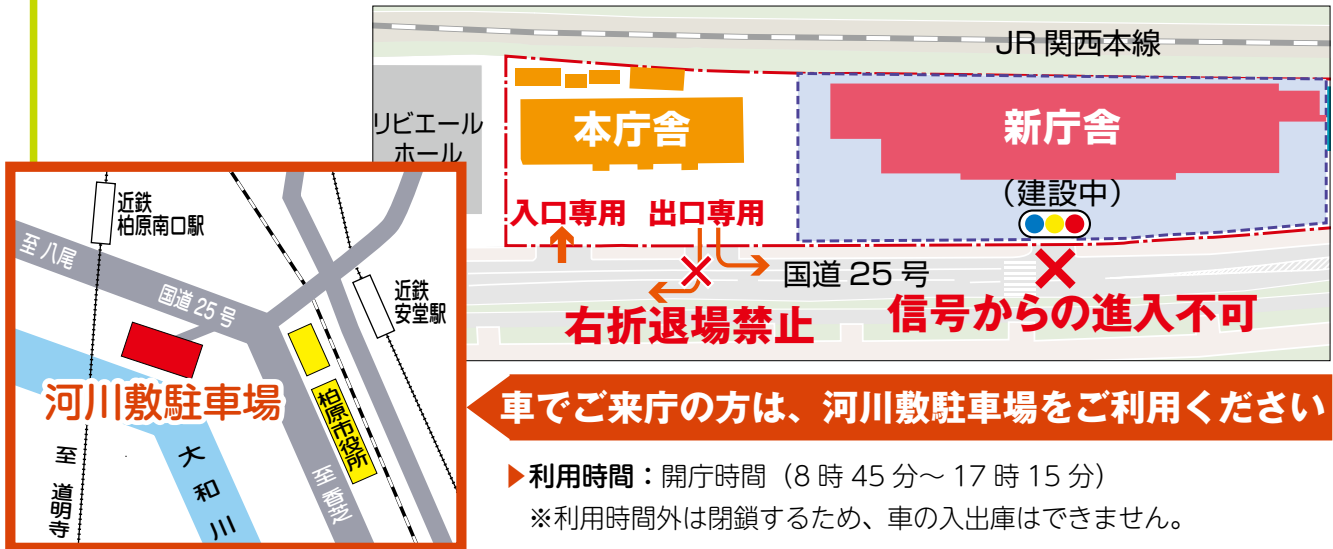 JR 関西本線
リビエール
ホール
本庁舎
新庁舎
（建設中）
入口専用
出口専用
国道 25 号
右折退場禁止
信号からの進入不可
近鉄
柏原南口駅
至 八尾
国道 25 号
近鉄
安堂駅
河川敷駐車場
柏原市役所
至 道明寺
大和川
至 香芝
車でご来庁の方は、河川敷駐車場をご利用ください
▶利用時間：開庁時間（8 時 45 分～ 17 時 15 分）
※利用時間外は閉鎖するため、車の入出庫はできません。